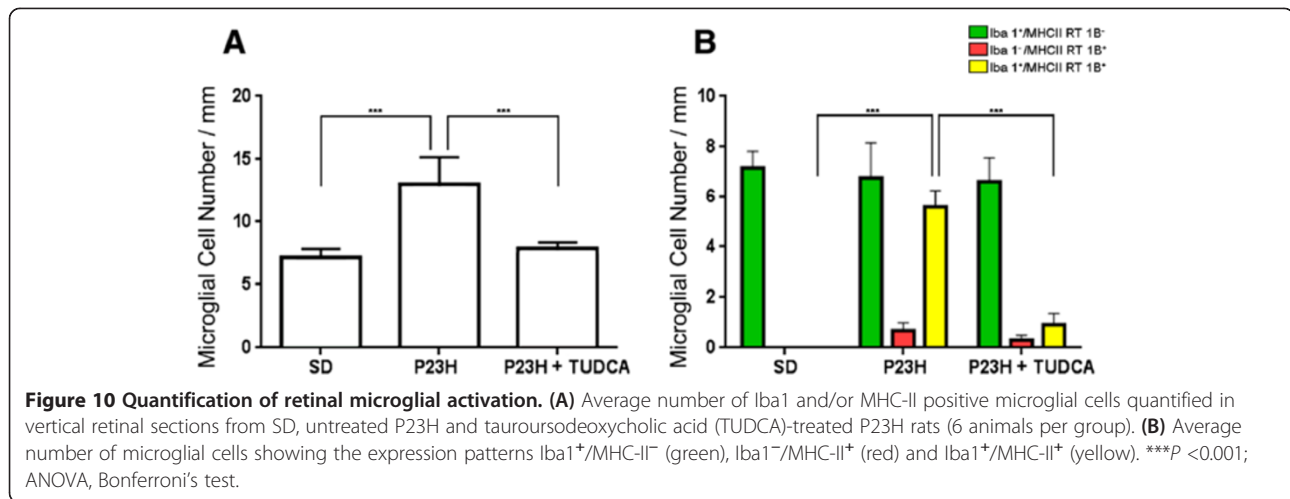 A
B
Iba 1⁺/MHCII RT 1B⁻
Iba 1⁻/MHCII RT 1B⁺
Iba 1⁺/MHCII RT 1B⁺
Microglial Cell Number / mm
20
15
10
5
0
***
***
SD
P23H
P23H + TUDCA
Microglial Cell Number / mm
10
8
6
4
2
0
***
***
SD
P23H
P23H + TUDCA
Figure 10 Quantification of retinal microglial activation. (A) Average number of Iba1 and/or MHC-II positive microglial cells quantified in
vertical retinal sections from SD, untreated P23H and tauroursodeoxycholic acid (TUDCA)-treated P23H rats (6 animals per group). (B) Average
number of microglial cells showing the expression patterns Iba1⁺/MHC-II⁻ (green), Iba1⁻/MHC-II⁺ (red) and Iba1⁺/MHC-II⁺ (yellow). ***P <0.001;
ANOVA, Bonferroni's test.